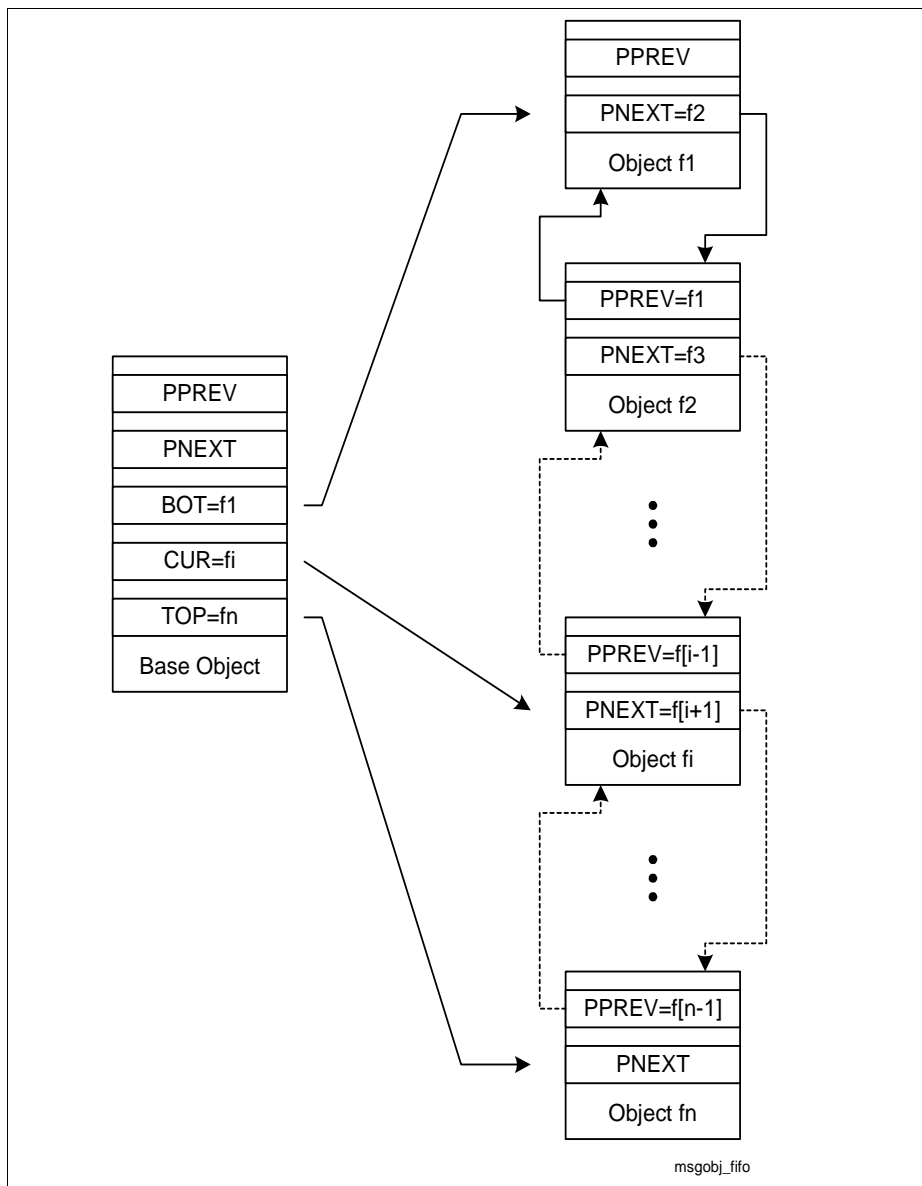 PPREV
PNEXT=f2
Object f1
PPREV=f1
PNEXT=f3
Object f2
PPREV
PNEXT
BOT=f1
CUR=fi
TOP=fn
Base Object
PPREV=f[i-1]
PNEXT=f[i+1]
Object fi
PPREV=f[n-1]
PNEXT
Object fn
msgobj_fifo